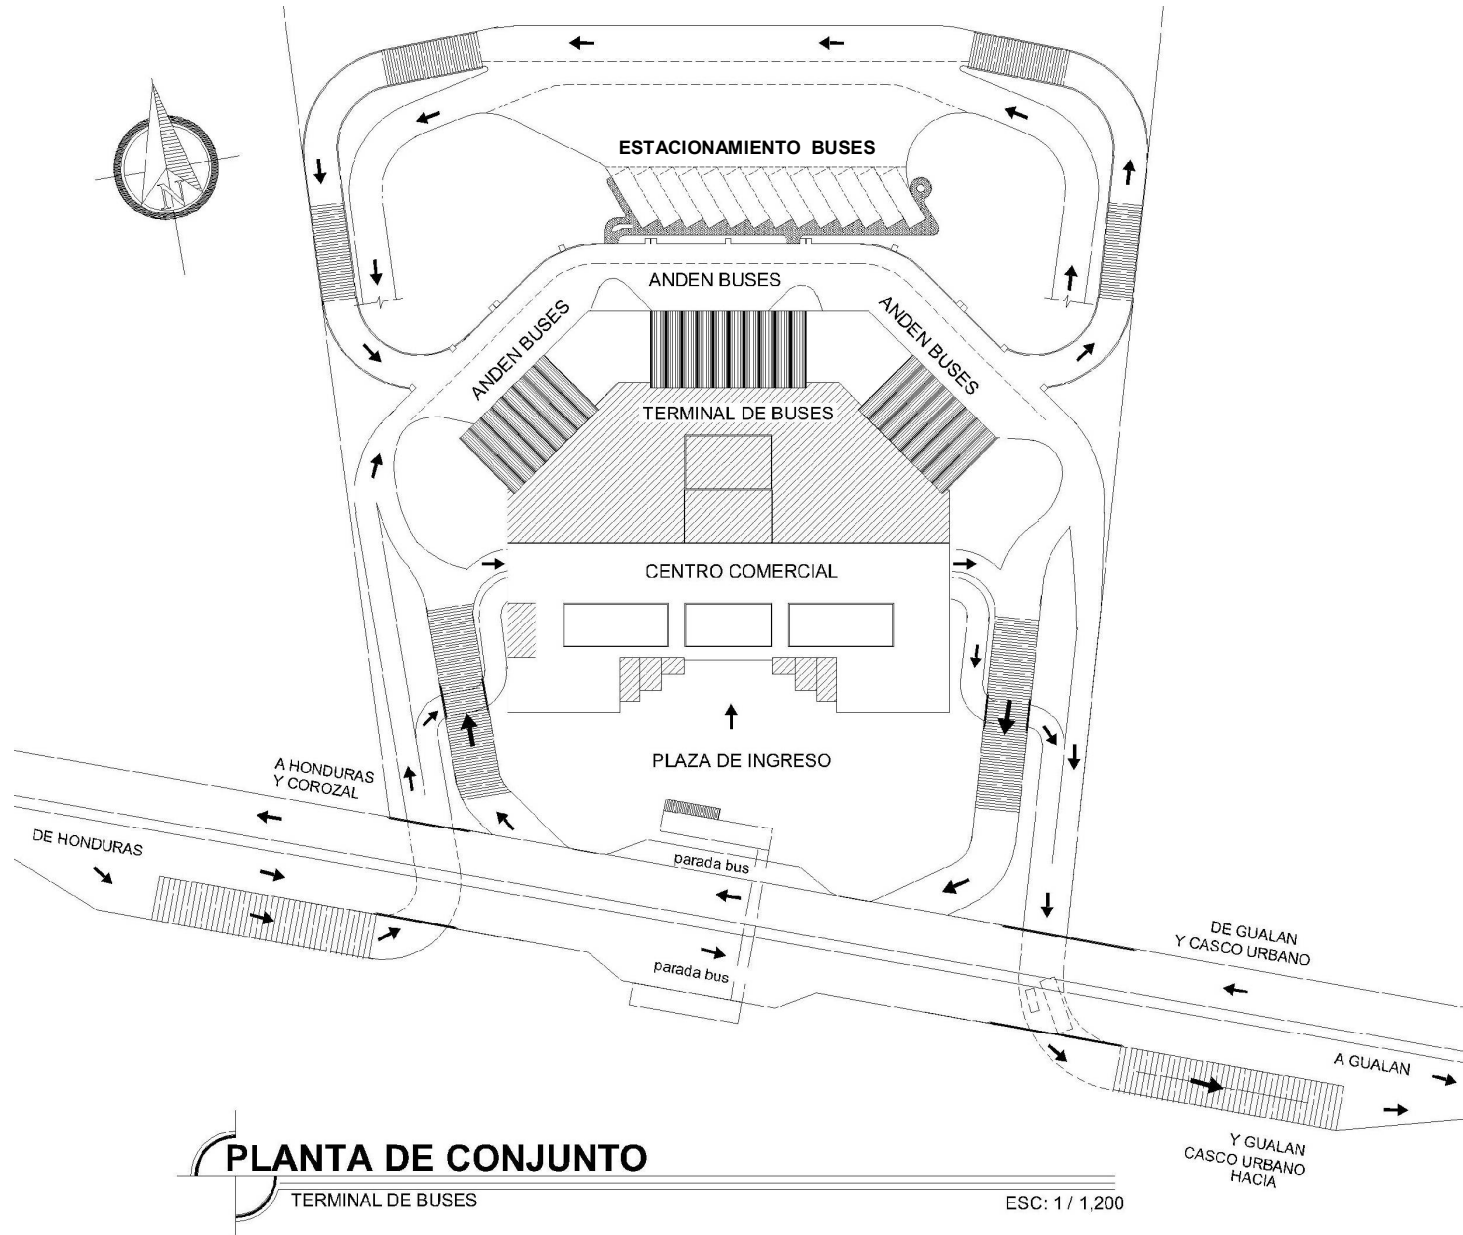 ESTACIONAMIENTO BUSES
ANDEN BUSES
ANDEN BUSES
ANDEN BUSES
TERMINAL DE BUSES
CENTRO COMERCIAL
PLAZA DE INGRESO
A HONDURAS
Y COROZAL
DE HONDURAS
parada bus
parada bus
DE GUALAN
Y CASCO URBANO
A GUALAN
Y GUALAN
CASCO URBANO
HACIA
N
PLANTA DE CONJUNTO
TERMINAL DE BUSES
ESC: 1 / 1,200